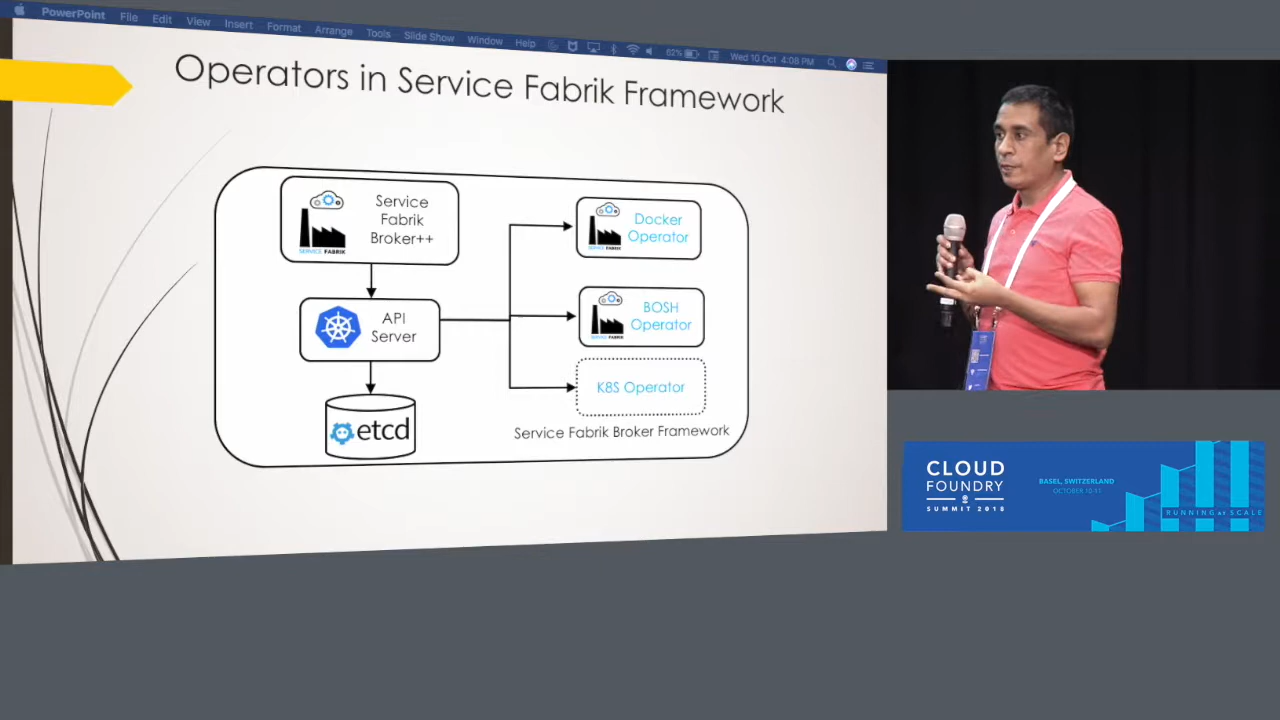 PowerPoint File Edit View Insert Format Arrange Tools Slide Show Window Help 62% Wed 10 Oct 4:08 PM
Operators in Service Fabrik Framework
Service
Fabrik
Broker++
SERVICE FABRIK
API
Server
etcd
Docker
Operator
SERVICE FABRIK
BOSH
Operator
SERVICE FABRIK
K8S Operator
Service Fabrik Broker Framework
CLOUD
FOUNDRY
SUMMIT 2018
BASEL, SWITZERLAND
OCTOBER 10-11
RUNNING AT SCALE